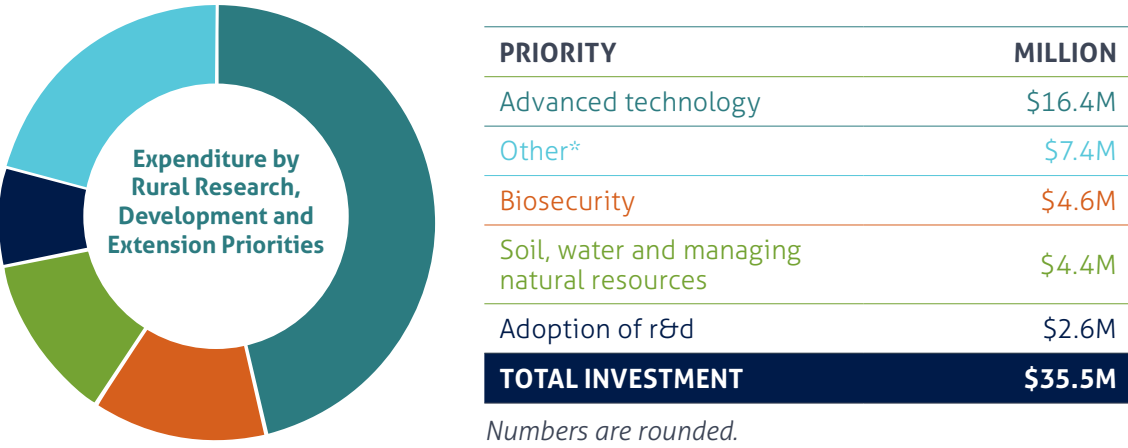 Expenditure by
Rural Research,
Development and
Extension Priorities
PRIORITY MILLION
Advanced technology $16.4M
Other* $7.4M
Biosecurity $4.6M
Soil, water and managing
natural resources $4.4M
Adoption of r&d $2.6M
TOTAL INVESTMENT $35.5M
Numbers are rounded.